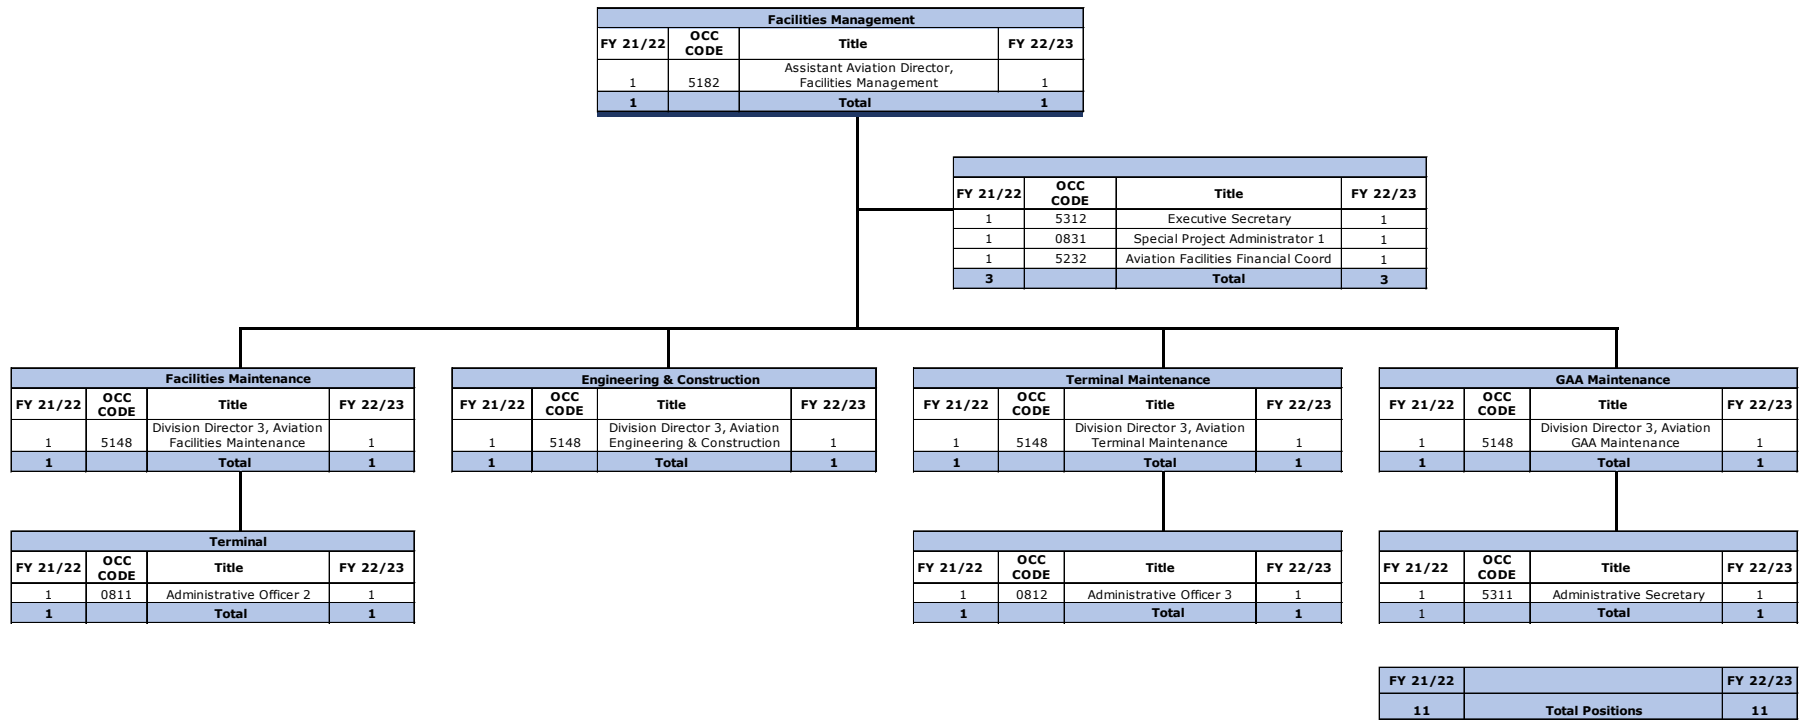 Facilities Management
FY 21/22 OCC CODE Title FY 22/23
1 5182 Assistant Aviation Director, Facilities Management 1
1 Total 1
FY 21/22 OCC CODE Title FY 22/23
1 5312 Executive Secretary 1
1 0831 Special Project Administrator 1 1
1 5232 Aviation Facilities Financial Coord 1
3 Total 3
Facilities Maintenance
FY 21/22 OCC CODE Title FY 22/23
1 5148 Division Director 3, Aviation Facilities Maintenance 1
1 Total 1
Engineering & Construction
FY 21/22 OCC CODE Title FY 22/23
1 5148 Division Director 3, Aviation Engineering & Construction 1
1 Total 1
Terminal Maintenance
FY 21/22 OCC CODE Title FY 22/23
1 5148 Division Director 3, Aviation Terminal Maintenance 1
1 Total 1
GAA Maintenance
FY 21/22 OCC CODE Title FY 22/23
1 5148 Division Director 3, Aviation GAA Maintenance 1
1 Total 1
Terminal
FY 21/22 OCC CODE Title FY 22/23
1 0811 Administrative Officer 2 1
1 Total 1
FY 21/22 OCC CODE Title FY 22/23
1 0812 Administrative Officer 3 1
1 Total 1
FY 21/22 OCC CODE Title FY 22/23
1 5311 Administrative Secretary 1
1 Total 1
FY 21/22 FY 22/23
11 Total Positions 11